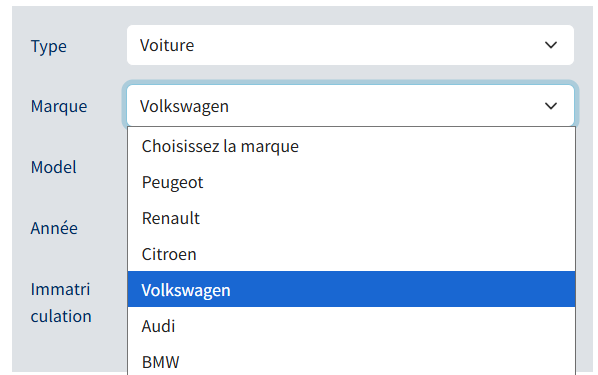 Type
Voiture
Marque
Volkswagen
Choisissez la marque
Model
Peugeot
Renault
Année
Citroen
Immatri
culation
Volkswagen
Audi
BMW